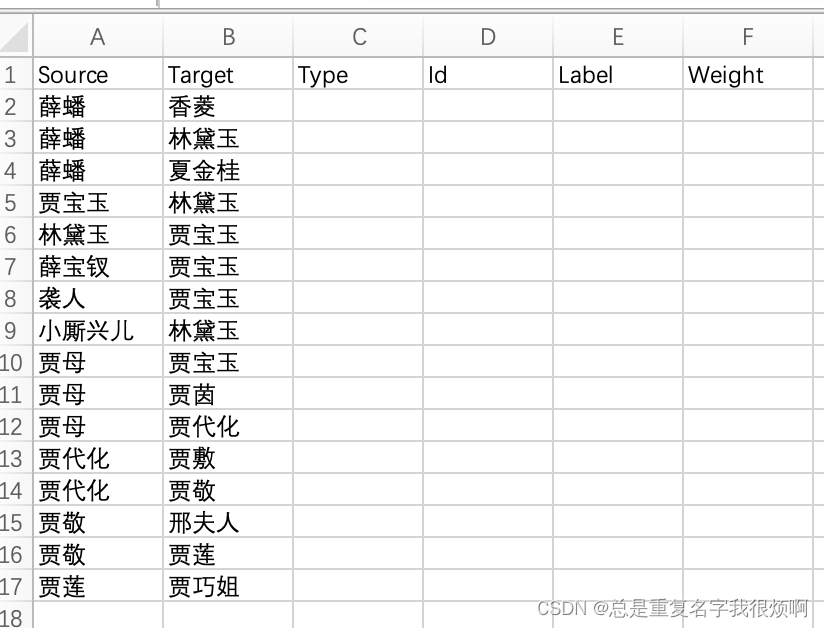 A B C D E F
1 Source Target Type Id Label Weight
2 薛蟠 香菱
3 薛蟠 林黛玉
4 薛蟠 夏金桂
5 贾宝玉 林黛玉
6 林黛玉 贾宝玉
7 薛宝钗 贾宝玉
8 袭人 贾宝玉
9 小厮兴儿 林黛玉
10 贾母 贾宝玉
11 贾母 贾茵
12 贾母 贾代化
13 贾代化 贾敷
14 贾代化 贾敬
15 贾敬 邢夫人
16 贾敬 贾莲
17 贾莲 贾巧姐
18
CSDN @总是重复名字我很烦啊